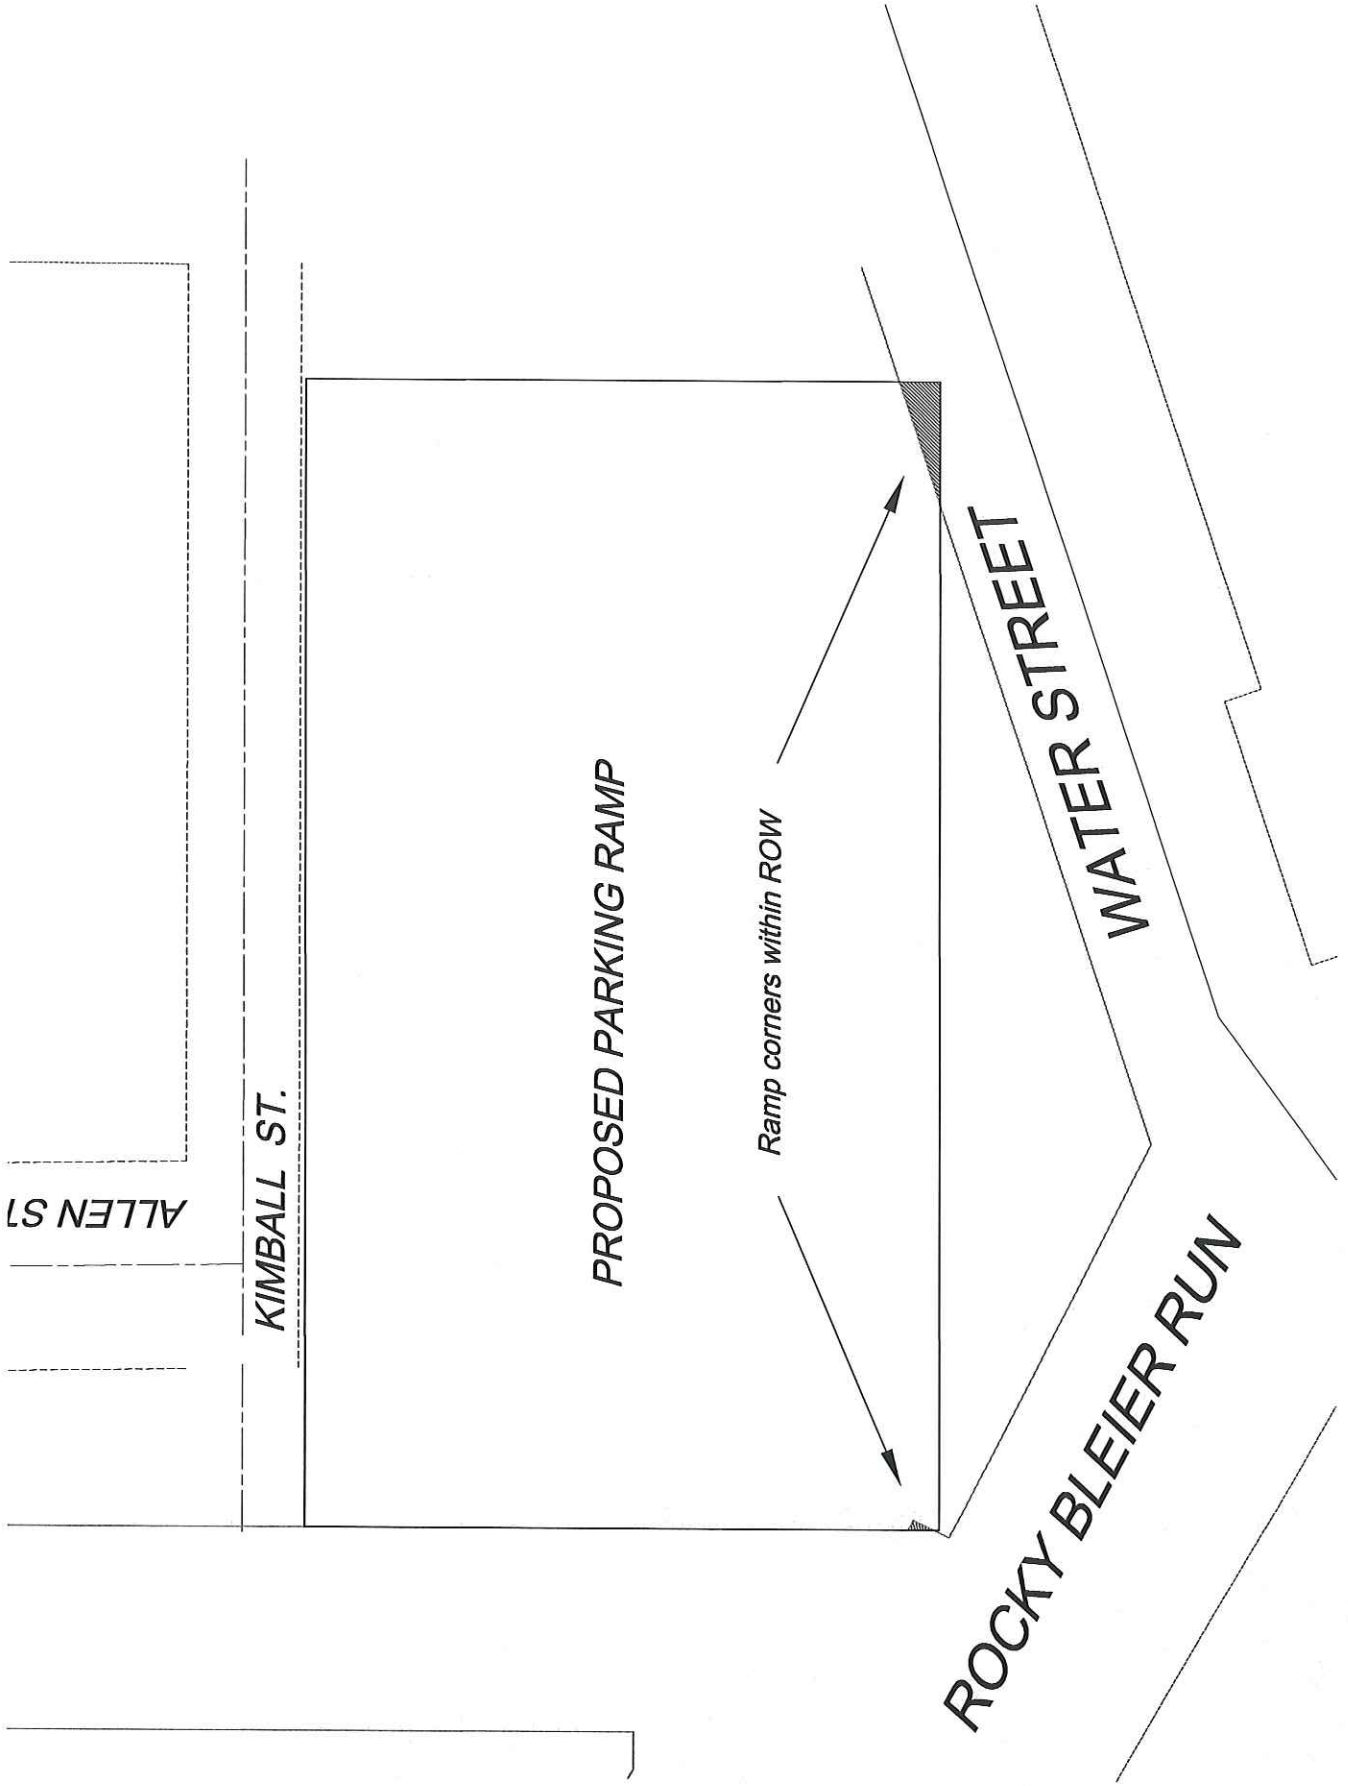 ALLEN ST
KIMBALL ST.
PROPOSED PARKING RAMP
Ramp corners within ROW
WATER STREET
ROCKY BLEIER RUN